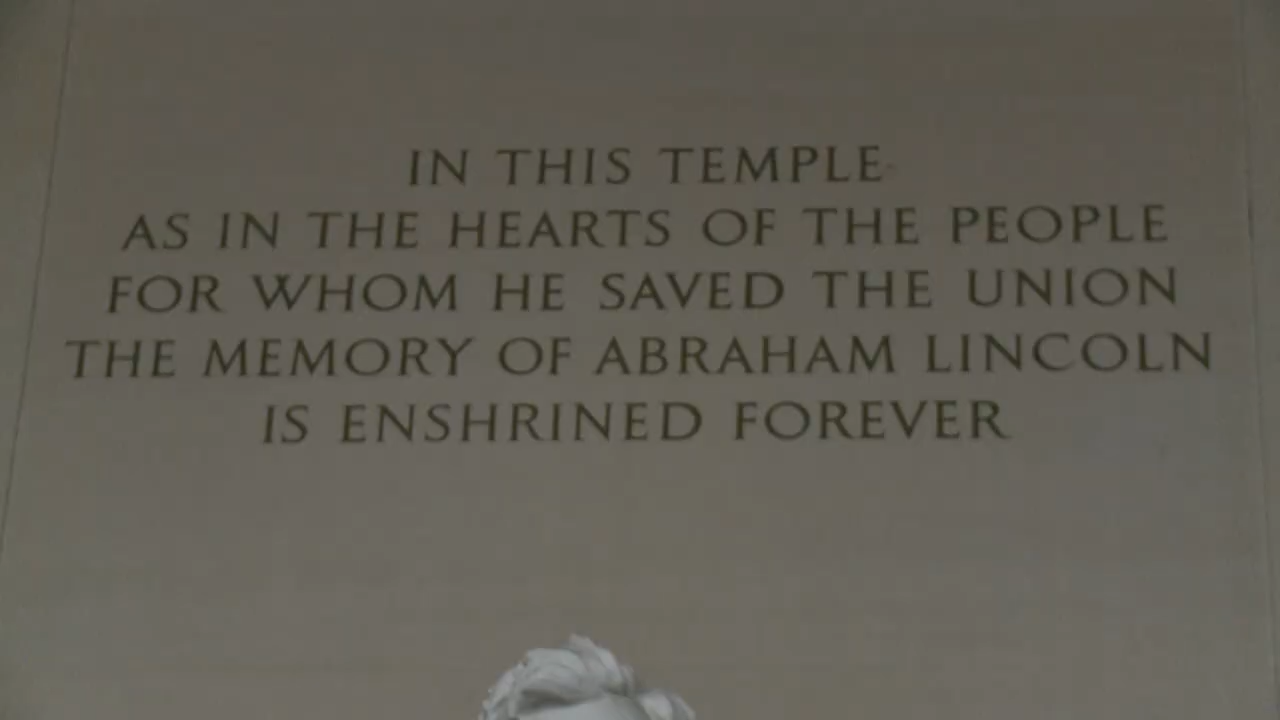 IN THIS TEMPLE
AS IN THE HEARTS OF THE PEOPLE
FOR WHOM HE SAVED THE UNION
THE MEMORY OF ABRAHAM LINCOLN
IS ENSHRINED FOREVER